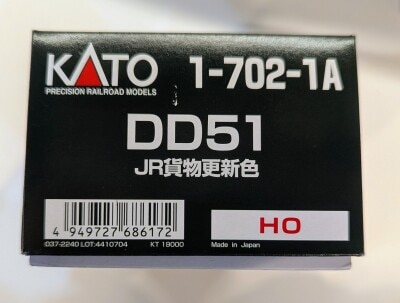 KATO
PRECISION RAILROAD MODELS
1-702-1A
DD51
JR貨物更新色
4 949727 686172
037-2240 LOT:4410704 KT 19000
HO
Made in Japan